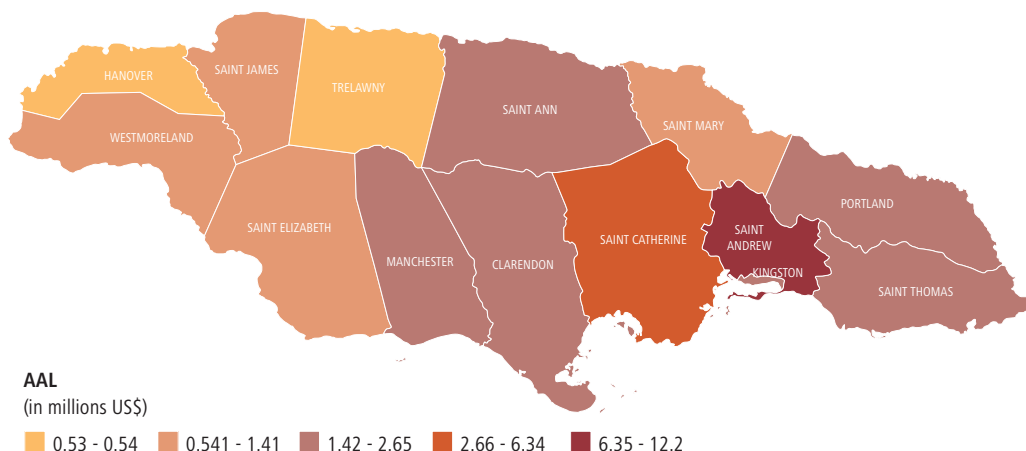 HANOVER
SAINT JAMES
TRELAWNY
SAINT ANN
SAINT MARY
WESTMORELAND
PORTLAND
SAINT ELIZABETH
SAINT CATHERINE
SAINT
ANDREW
MANCHESTER
CLARENDON
KINGSTON
SAINT THOMAS
AAL
(in millions US$)
0.53 - 0.54
0.541 - 1.41
1.42 - 2.65
2.66 - 6.34
6.35 - 12.2